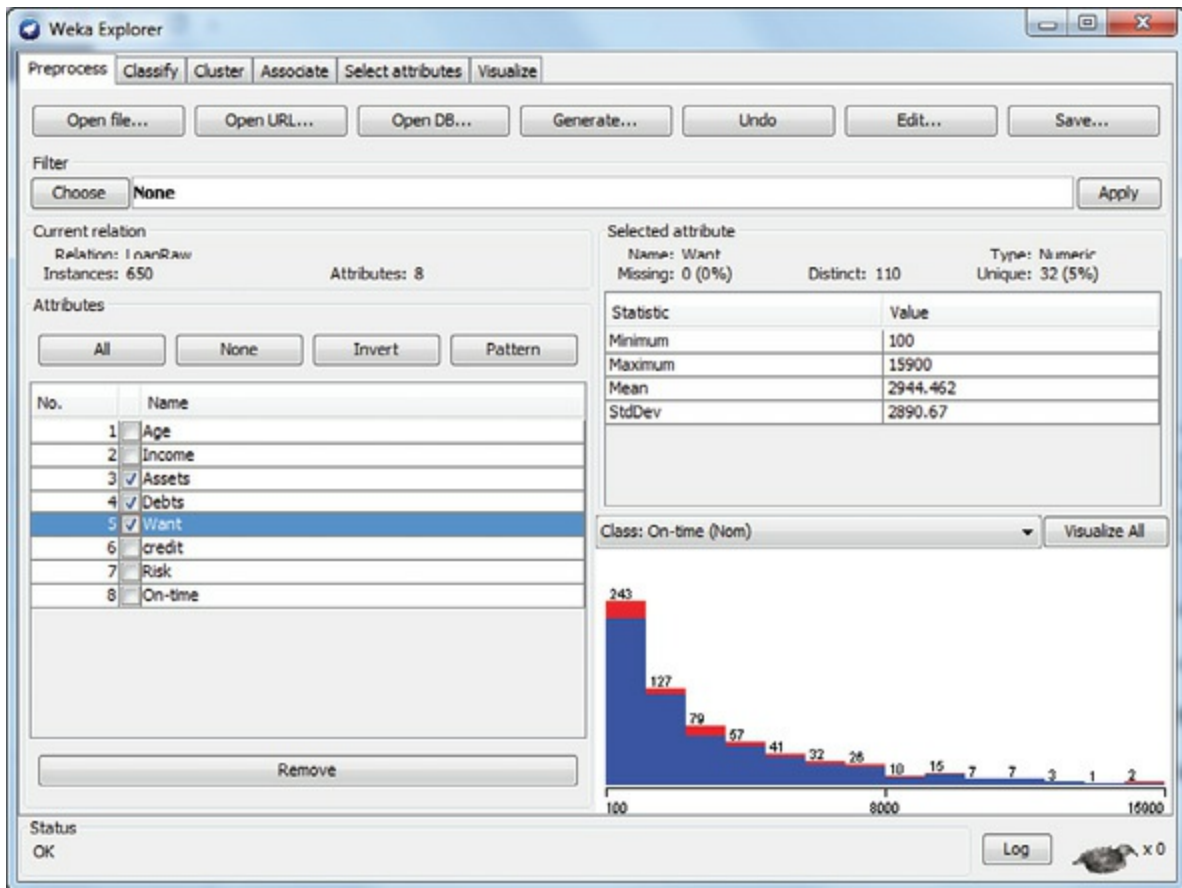 Weka Explorer
Preprocess Classify Cluster Associate Select attributes Visualize
Open file... Open URL... Open DB... Generate... Undo Edit... Save...
Filter
Choose None Apply
Current relation
Relation: LoanRaw
Instances: 650 Attributes: 8
Attributes
All None Invert Pattern
No. Name
1 Age
2 Income
3 Assets
4 Debts
5 Want
6 credit
7 Risk
8 On-time
Remove
Selected attribute
Name: Want Type: Numeric
Missing: 0 (0%) Distinct: 110 Unique: 32 (5%)
Statistic Value
Minimum 100
Maximum 15900
Mean 2944.462
StdDev 2890.67
Class: On-time (Nom) Visualize All
243
127
79
57
41
32
26
10
15
7
7
3
1
2
100 8000 15900
Status
OK
Log x 0